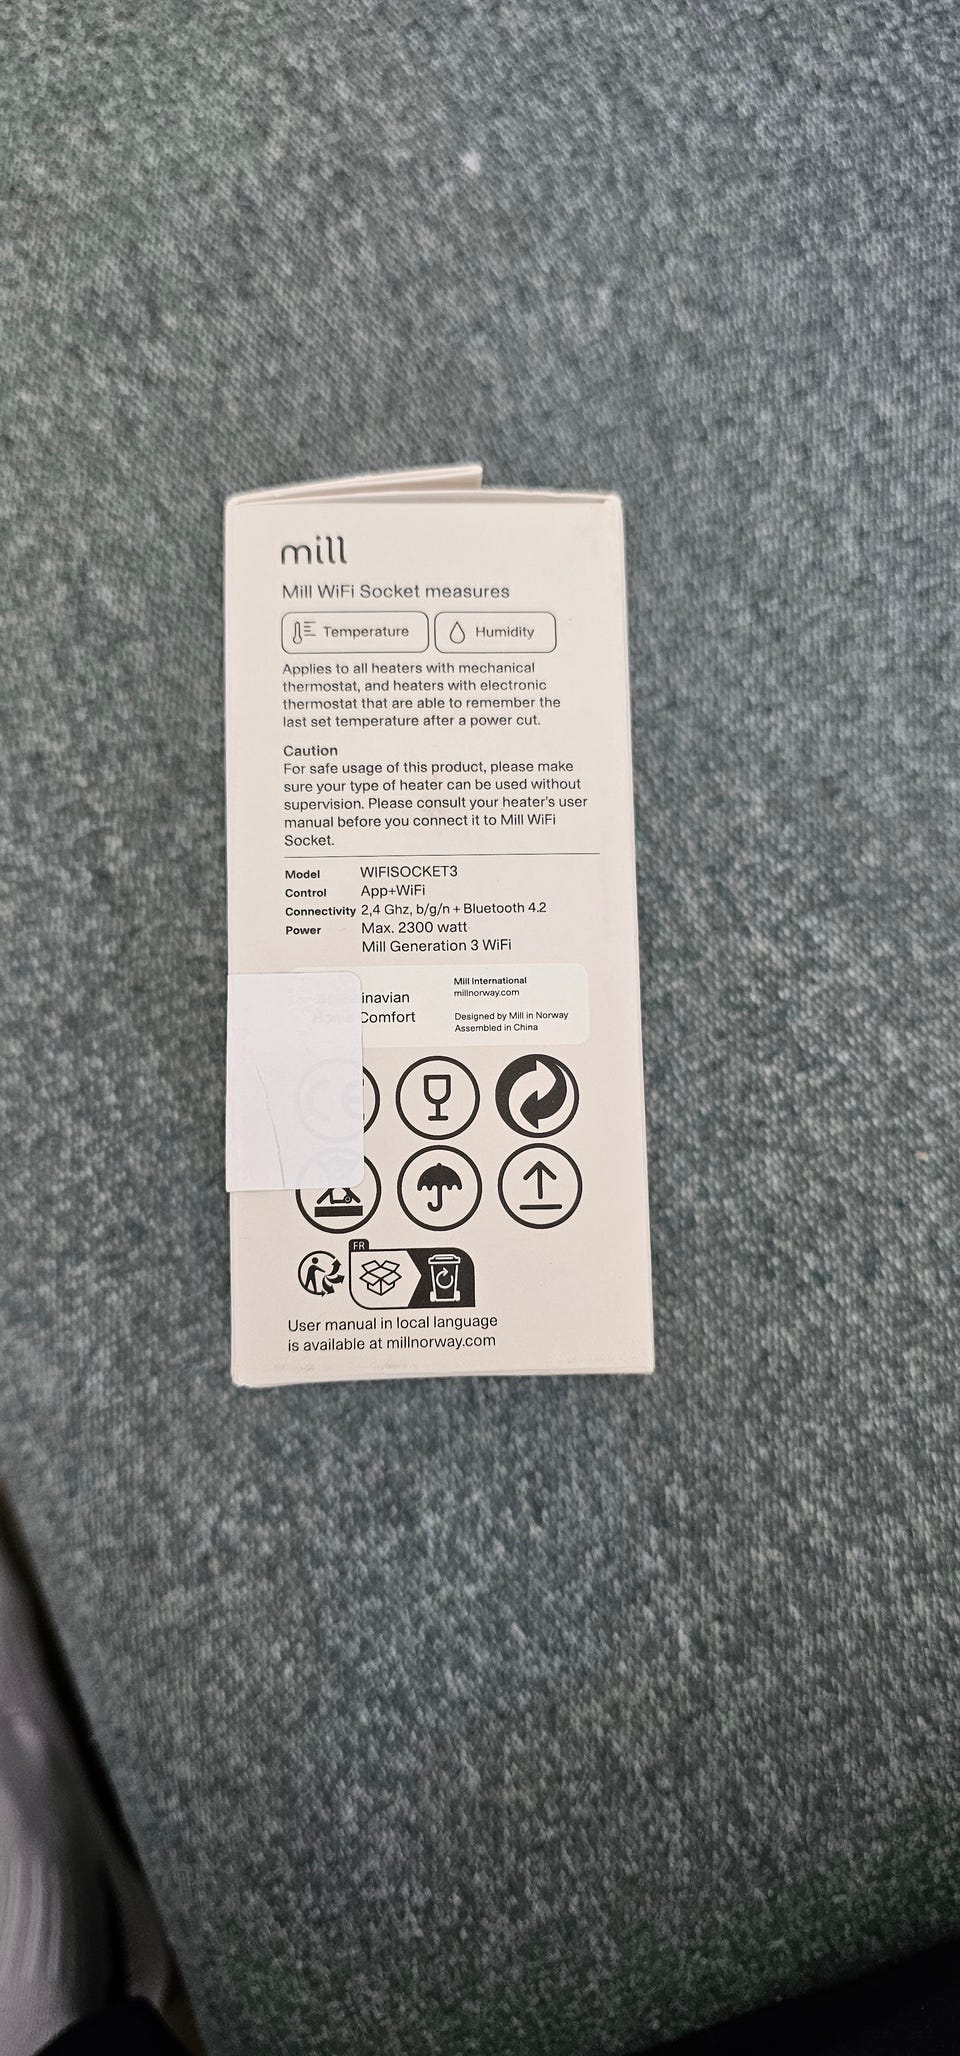 mill
Mill WiFi Socket measures
Temperature
Humidity
Applies to all heaters with mechanical
thermostat, and heaters with electronic
thermostat that are able to remember the
last set temperature after a power cut.
Caution
For safe usage of this product, please make
sure your type of heater can be used without
supervision. Please consult your heater's user
manual before you connect it to Mill WiFi
Socket.
Model WIFISOCKET3
Control App+WiFi
Connectivity 2,4 Ghz, b/g/n + Bluetooth 4.2
Power Max. 2300 watt
Mill Generation 3 WiFi
inavian
Home Comfort
Mill International
millnorway.com
Designed by Mill in Norway
Assembled in China
CE
FR
User manual in local language
is available at millnorway.com